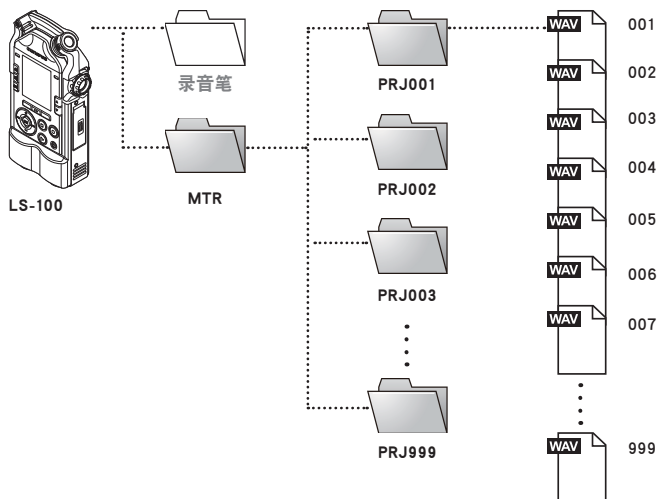 录音笔
LS-100
MTR
PRJ001
PRJ002
PRJ003
PRJ999
WAV 001
WAV 002
WAV 003
WAV 004
WAV 005
WAV 006
WAV 007
WAV 999